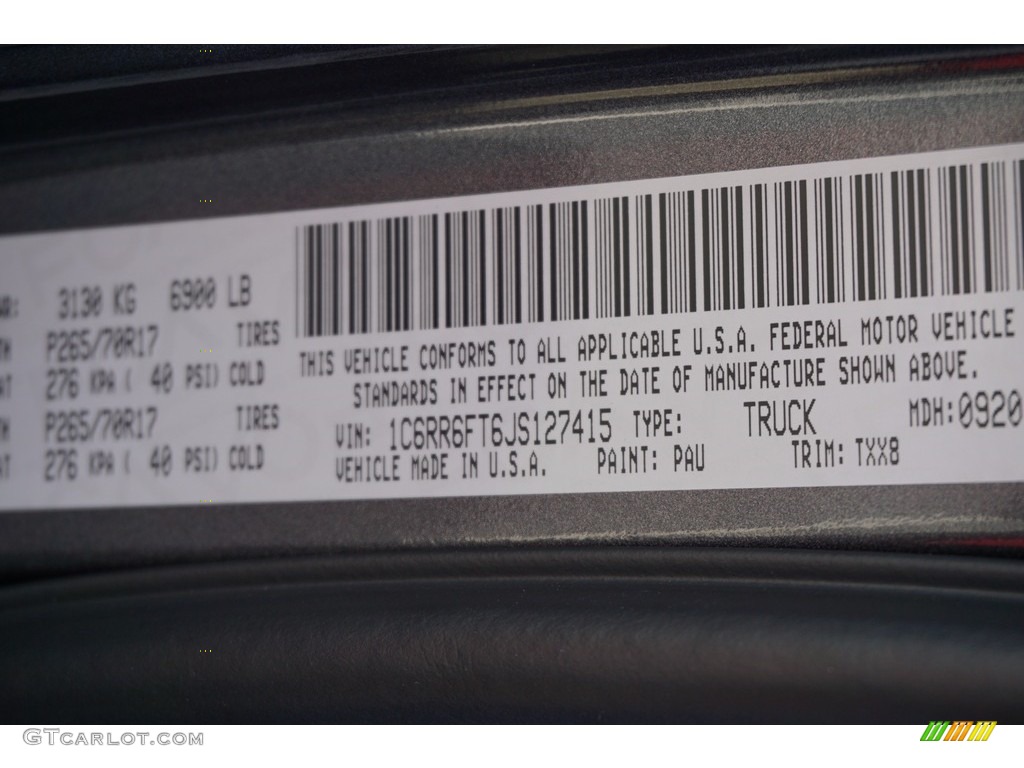 3130 KG 6900 LB
P265/70R17 TIRES
276 KPA ( 40 PSI) COLD
P265/70R17 TIRES
276 KPA ( 40 PSI) COLD
THIS VEHICLE CONFORMS TO ALL APPLICABLE U.S.A. FEDERAL MOTOR VEHICLE
STANDARDS IN EFFECT ON THE DATE OF MANUFACTURE SHOWN ABOVE.
VIN: 1C6RR6FT6JS127415 TYPE: TRUCK MDH:0920
VEHICLE MADE IN U.S.A. PAINT: PAU TRIM: TXX8
GTCARLOT.COM